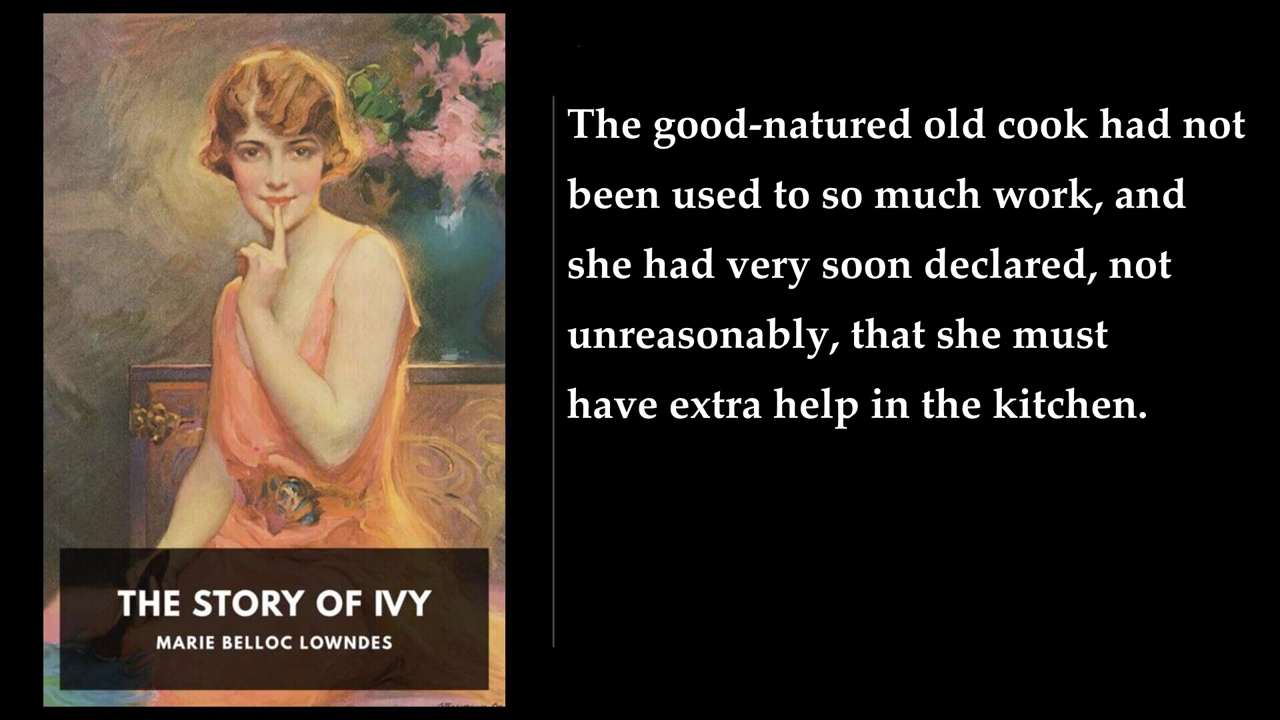 THE STORY OF IVY
MARIE BELLOC LOWNDES
The good-natured old cook had not
been used to so much work, and
she had very soon declared, not
unreasonably, that she must
have extra help in the kitchen.